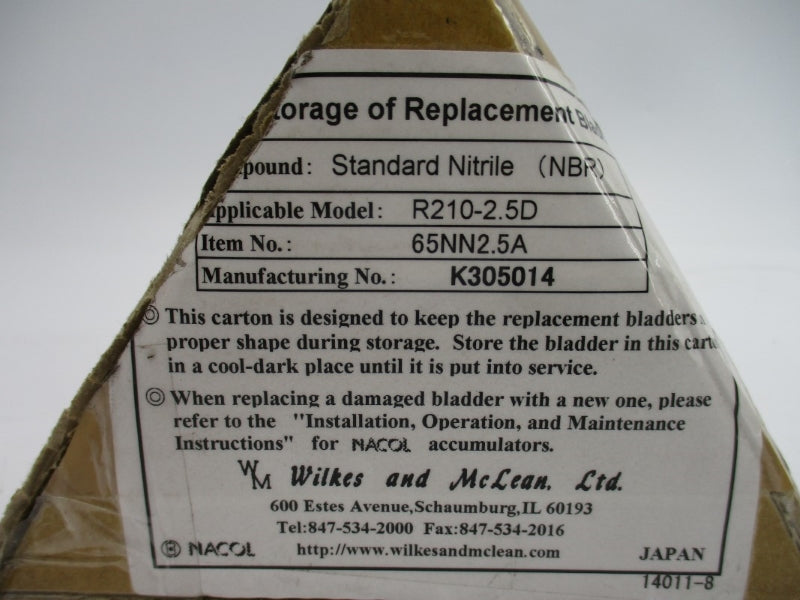 torage of Replacement Bladd
pound: Standard Nitrile (NBR)
Applicable Model: R210-2.5D
Item No.: 65NN2.5A
Manufacturing No.: K305014
◎ This carton is designed to keep the replacement bladders
proper shape during storage. Store the bladder in this carto
in a cool-dark place until it is put into service.
◎ When replacing a damaged bladder with a new one, please
refer to the "Installation, Operation, and Maintenance
Instructions" for NACOL accumulators.
WM Wilkes and McLean, Ltd.
600 Estes Avenue,Schaumburg,IL 60193
Tel:847-534-2000 Fax:847-534-2016
NACOL http://www.wilkesandmclean.com JAPAN
14011-8